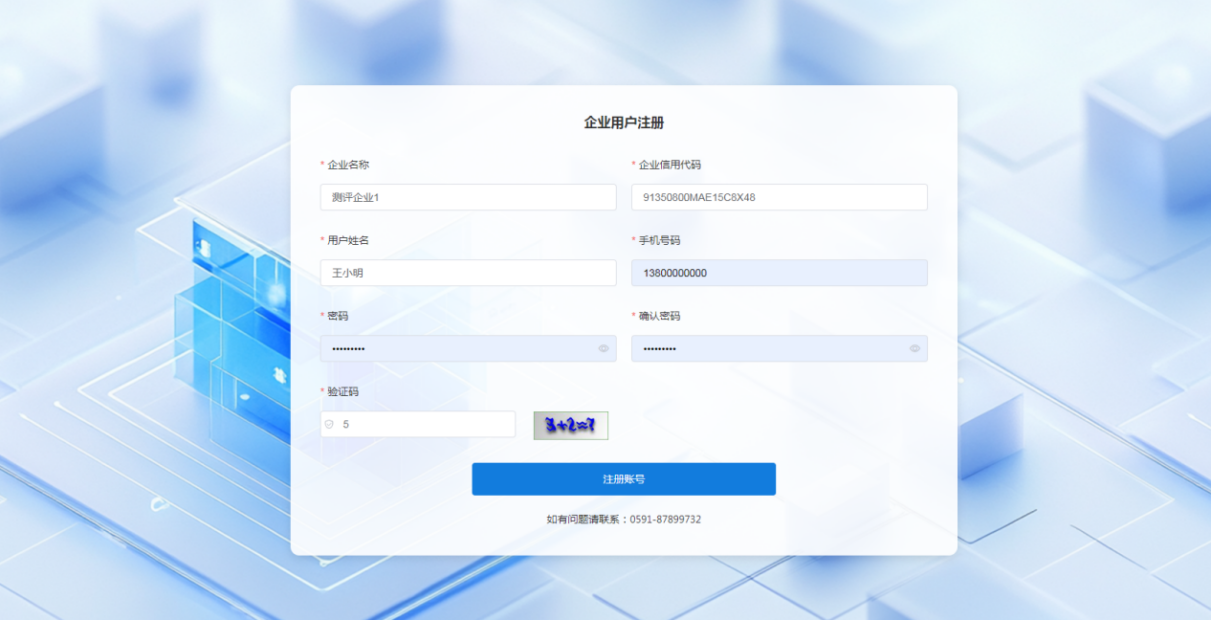 企业用户注册
* 企业名称
* 企业信用代码
测评企业1
91350800MAE15C8X48
* 用户姓名
* 手机号码
王小明
13800000000
* 密码
* 确认密码
•••••••••
•••••••••
* 验证码
5
3+2=?
注册账号
如有问题请联系：0591-87899732